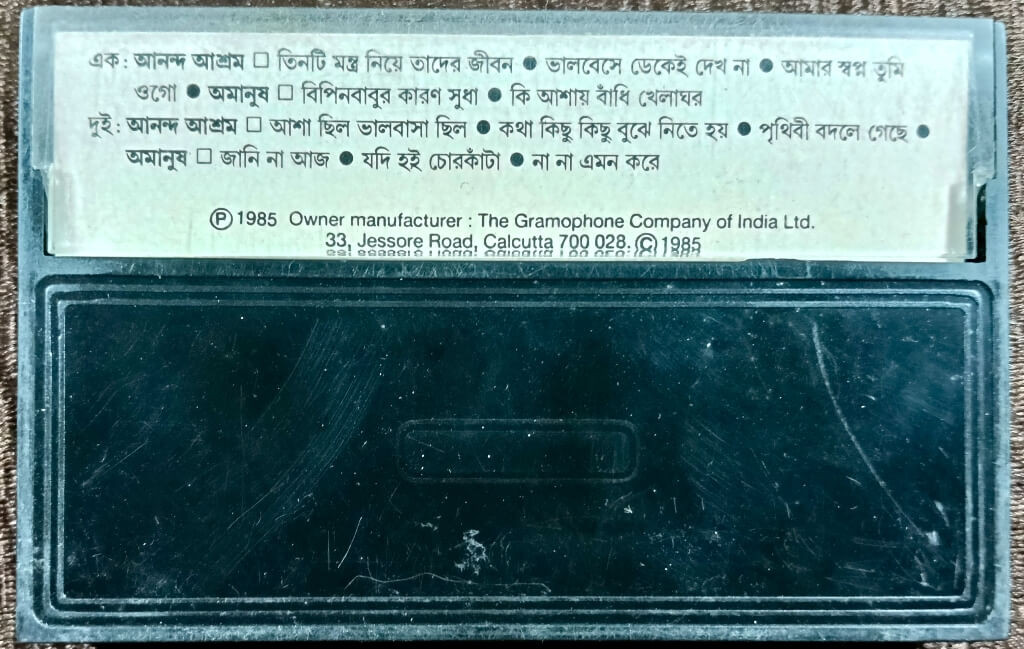 এক: আনন্দ আশ্রম □ তিনটি মন্ত্র নিয়ে তাদের জীবন ● ভালবেসে ডেকেই দেখ না ● আমার স্বপ্ন তুমি
ওগো ● অমানুষ □ বিপিনবাবুর কারণ সুধা ● কি আশায় বাঁধি খেলাঘর
দুই: আনন্দ আশ্রম □ আশা ছিল ভালবাসা ছিল ● কথা কিছু কিছু বুঝে নিতে হয় ● পৃথিবী বদলে গেছে ●
অমানুষ □ জানি না আজ ● যদি হই চোরকাঁটা ● না না এমন করে
Ⓟ 1985 Owner manufacturer : The Gramophone Company of India Ltd.
33, Jessore Road, Calcutta 700 028. Ⓒ 1985